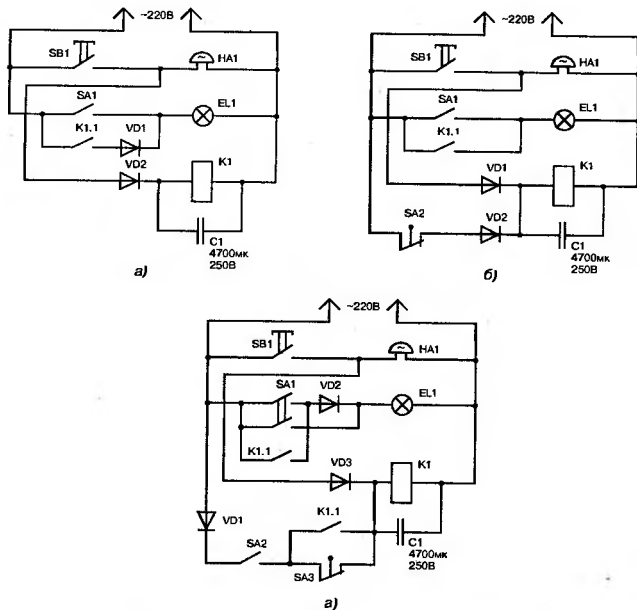 ~220В
SB1
HA1
SA1
EL1
K1.1
VD1
VD2
K1
C1
4700мк
250В
а)
~220В
SB1
HA1
SA1
EL1
K1.1
VD1
K1
SA2
VD2
C1
4700мк
250В
б)
~220В
SB1
HA1
SA1
VD2
EL1
K1.1
VD3
K1
VD1
K1.1
SA2
C1
4700мк
250В
SA3
а)